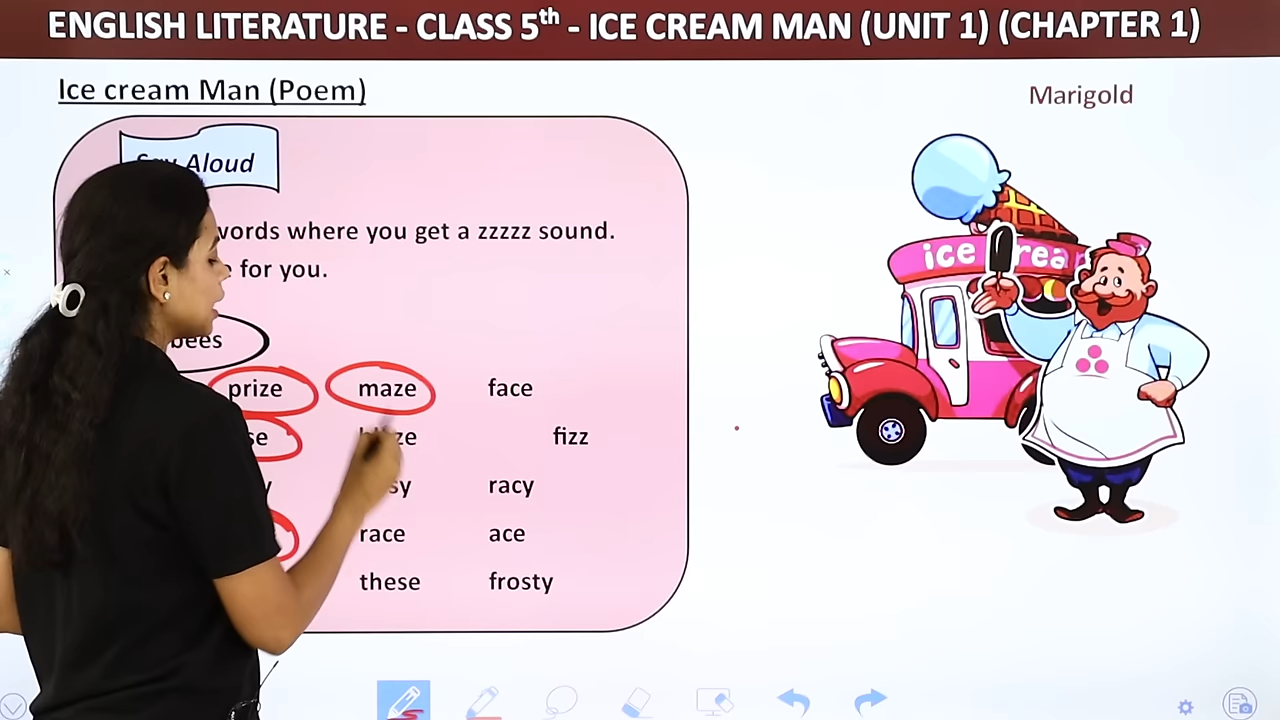 ENGLISH LITERATURE - CLASS 5th - ICE CREAM MAN (UNIT 1) (CHAPTER 1)
Ice cream Man (Poem)
Marigold
Say Aloud
words where you get a zzzzz sound.
for you.
bees
prize maze face
fizz
racy
race ace
these frosty
ice